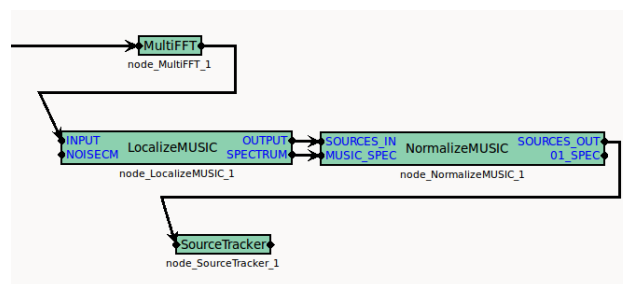 MultiFFT
node_MultiFFT_1
INPUT
NOISECM
LocalizeMUSIC
OUTPUT
SPECTRUM
node_LocalizeMUSIC_1
SOURCES_IN
MUSIC_SPEC
NormalizeMUSIC
SOURCES_OUT
01_SPEC
node_NormalizeMUSIC_1
SourceTracker
node_SourceTracker_1